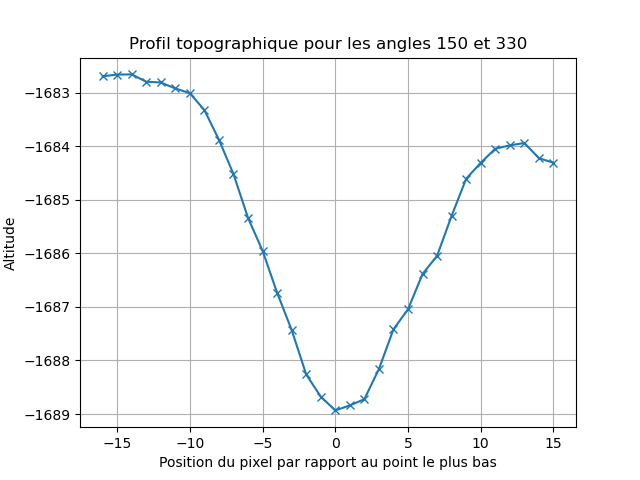 Profil topographique pour les angles 150 et 330
−1683
−1684
−1685
−1686
−1687
−1688
−1689
Altitude
−15 −10 −5 0 5 10 15
Position du pixel par rapport au point le plus bas